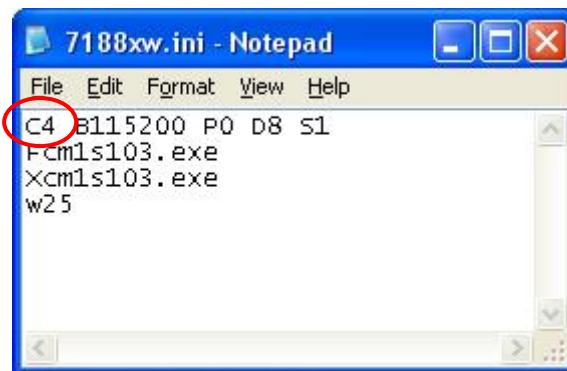 7188xw.ini - Notepad
File Edit Format View Help
C4 B115200 P0 D8 S1
Fcm1s103.exe
Xcm1s103.exe
w25